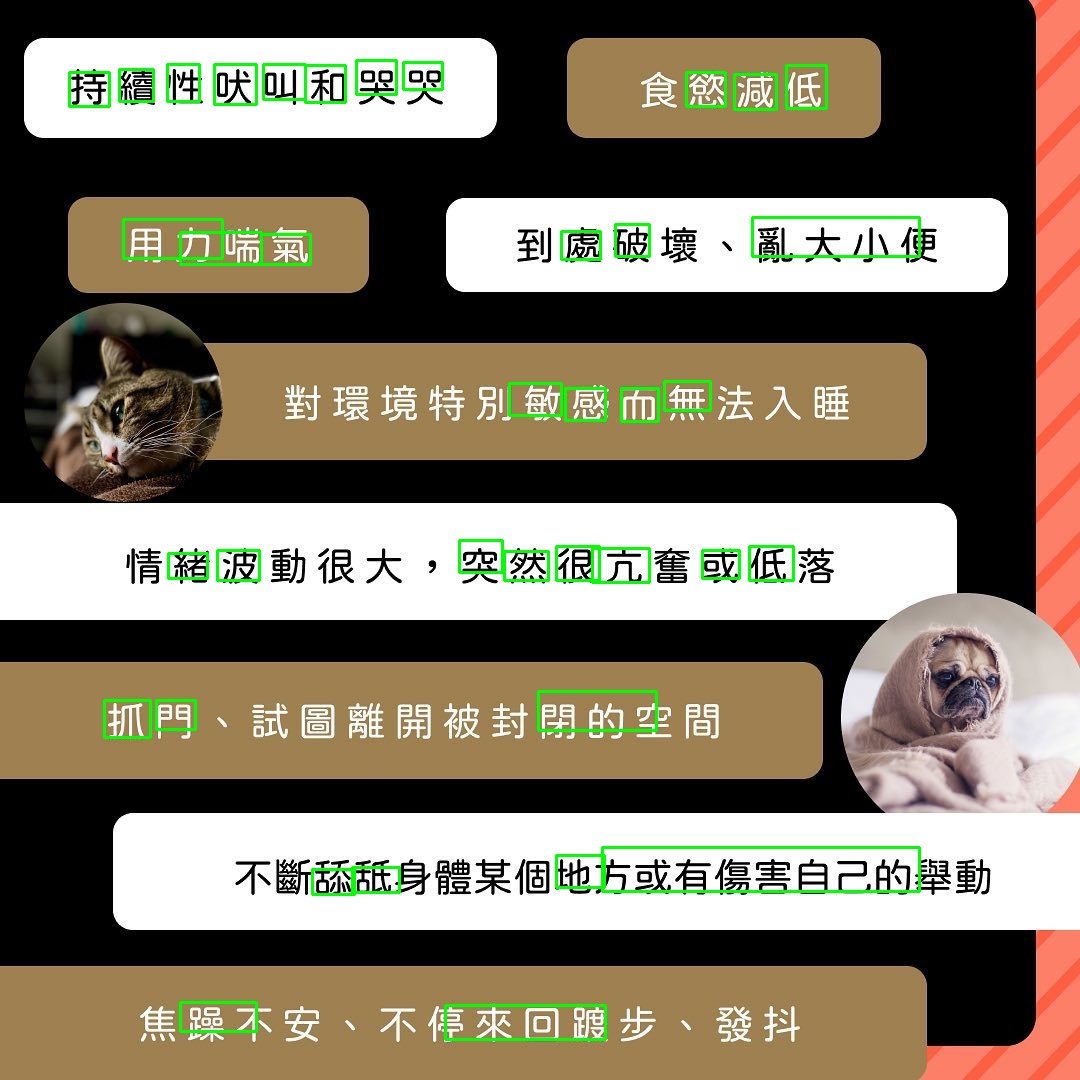 持續性吠叫和哭哭
食慾減低
用力喘氣
到處破壞、亂大小便
對環境特別敏感而無法入睡
情緒波動很大，突然很亢奮或低落
抓門、試圖離開被封閉的空間
不斷舔舐身體某個地方或有傷害自己的舉動
焦躁不安、不停來回踱步、發抖